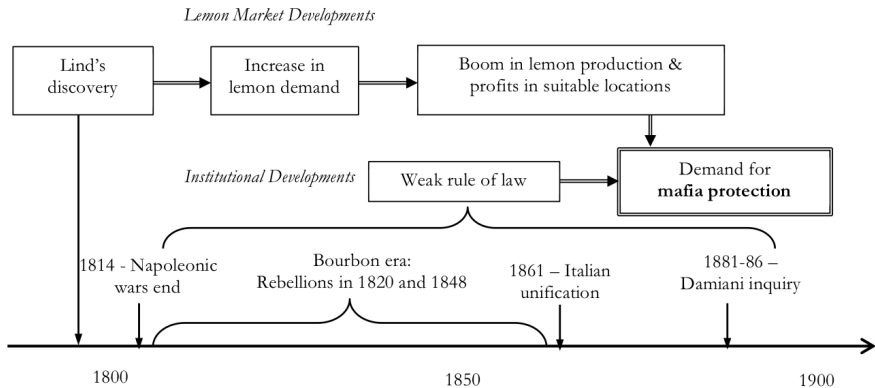 Lemon Market Developments
Lind's
discovery
Increase in
lemon demand
Boom in lemon production &
profits in suitable locations
Institutional Developments
Weak rule of law
Demand for
mafia protection
1814 - Napoleonic
wars end
Bourbon era:
Rebellions in 1820 and 1848
1861 – Italian
unification
1881-86 –
Damiani inquiry
1800
1850
1900